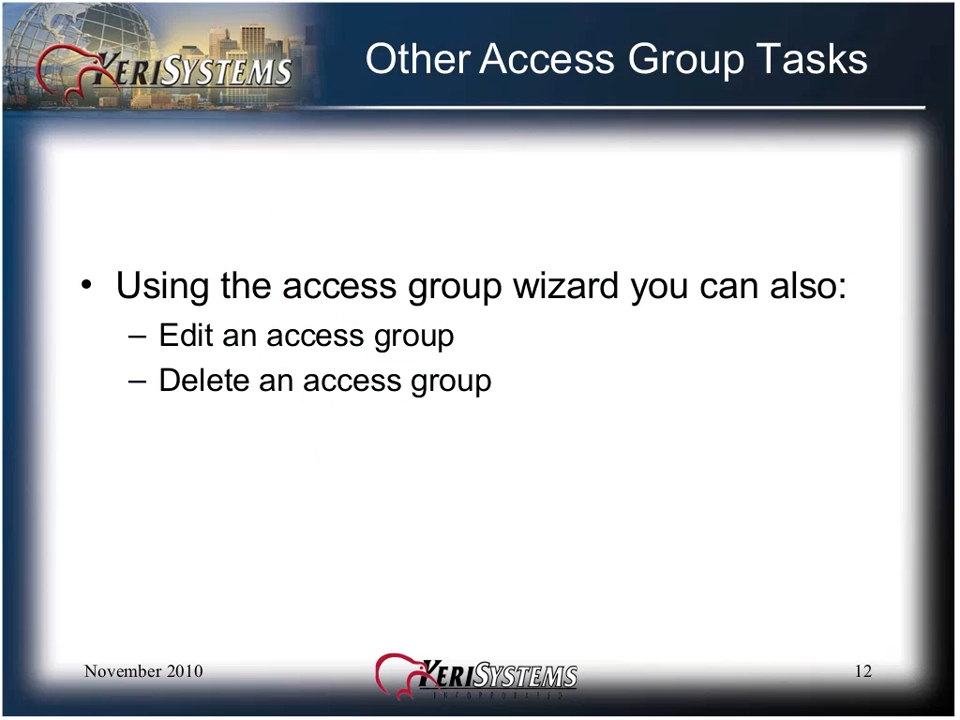 KERISYSTEMS
Other Access Group Tasks
• Using the access group wizard you can also:
– Edit an access group
– Delete an access group
November 2010
KERISYSTEMS
INCORPORATED
12